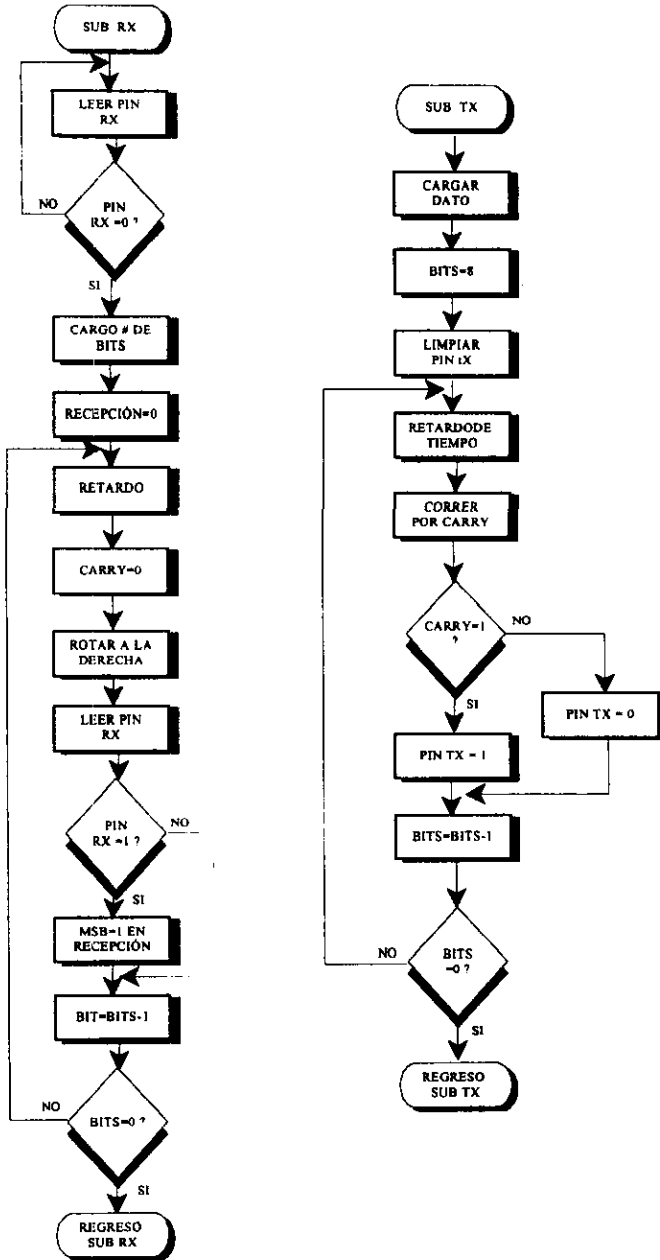 SUB RX
LEER PIN
RX
PIN
RX =0 ?
NO
SI
CARGO # DE
BITS
RECEPCIÓN=0
RETARDO
CARRY=0
ROTAR A LA
DERECHA
LEER PIN
RX
PIN
RX =1 ?
NO
SI
MSB=1 EN
RECEPCIÓN
BIT=BITS-1
BITS=0 ?
NO
SI
REGRESO
SUB RX
SUB TX
CARGAR
DATO
BITS=8
LIMPIAR
PIN tX
RETARDODE
TIEMPO
CORRER
POR CARRY
CARRY=1
?
NO
SI
PIN TX = 0
PIN TX = 1
BITS=BITS-1
BITS
=0 ?
NO
SI
REGRESO
SUB TX